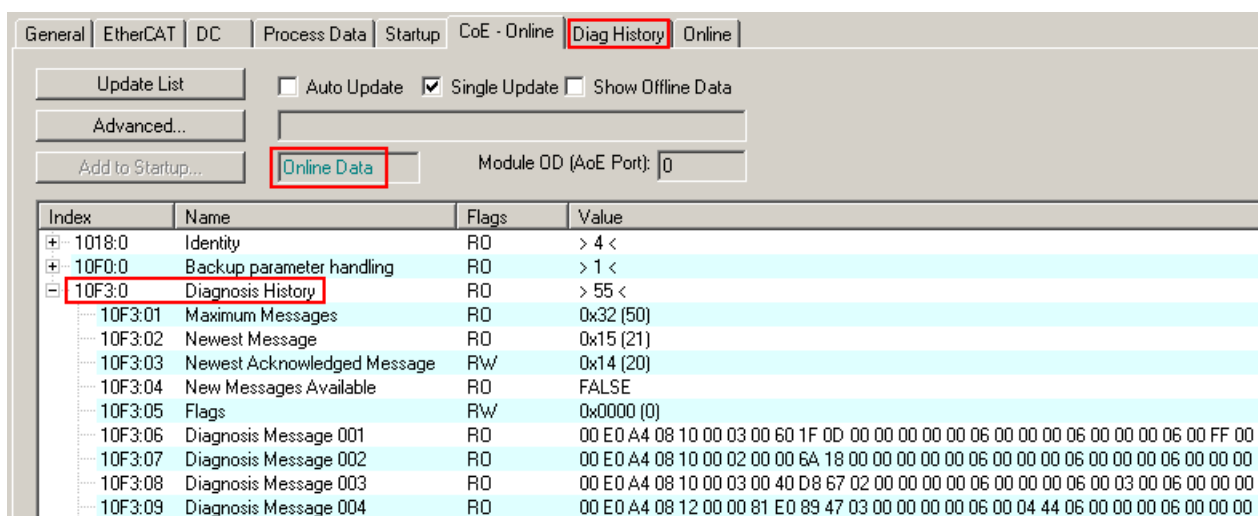 General EtherCAT DC Process Data Startup CoE - Online Diag History Online
Update List Auto Update Single Update Show Offline Data
Advanced...
Add to Startup... Online Data Module OD (AoE Port): 0
Index Name Flags Value
1018:0 Identity RO > 4 <
10F0:0 Backup parameter handling RO > 1 <
10F3:0 Diagnosis History RO > 55 <
10F3:01 Maximum Messages RO 0x32 (50)
10F3:02 Newest Message RO 0x15 (21)
10F3:03 Newest Acknowledged Message RW 0x14 (20)
10F3:04 New Messages Available RO FALSE
10F3:05 Flags RW 0x0000 (0)
10F3:06 Diagnosis Message 001 RO 00 E0 A4 08 10 00 03 00 60 1F 0D 00 00 00 00 00 06 00 00 00 06 00 00 00 06 00 FF 00
10F3:07 Diagnosis Message 002 RO 00 E0 A4 08 10 00 02 00 00 6A 18 00 00 00 00 00 06 00 00 00 06 00 00 00 06 00 00 00
10F3:08 Diagnosis Message 003 RO 00 E0 A4 08 10 00 03 00 40 D8 67 02 00 00 00 00 06 00 00 00 06 00 03 00 06 00 00 00
10F3:09 Diagnosis Message 004 RO 00 E0 A4 08 12 00 00 81 E0 89 47 03 00 00 00 00 06 00 04 44 06 00 00 00 06 00 00 00